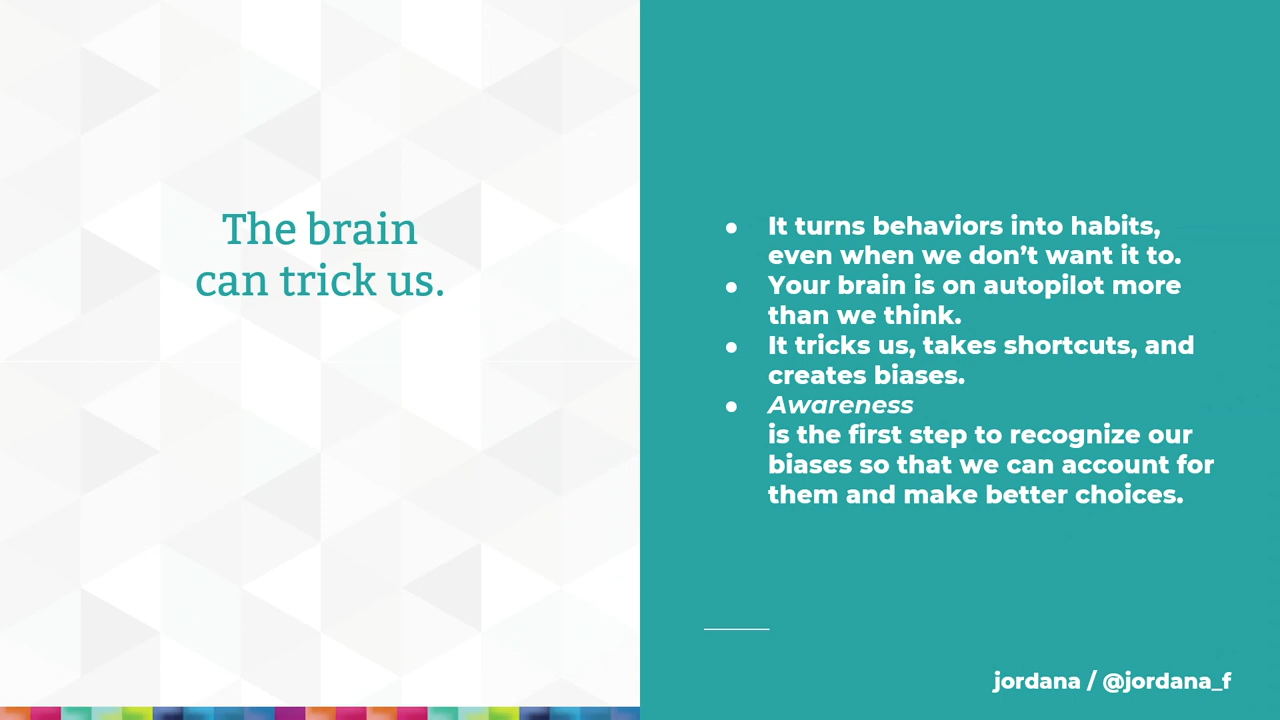 The brain
can trick us.
● It turns behaviors into habits,
even when we don’t want it to.
● Your brain is on autopilot more
than we think.
● It tricks us, takes shortcuts, and
creates biases.
● Awareness
is the first step to recognize our
biases so that we can account for
them and make better choices.
jordana / @jordana_f